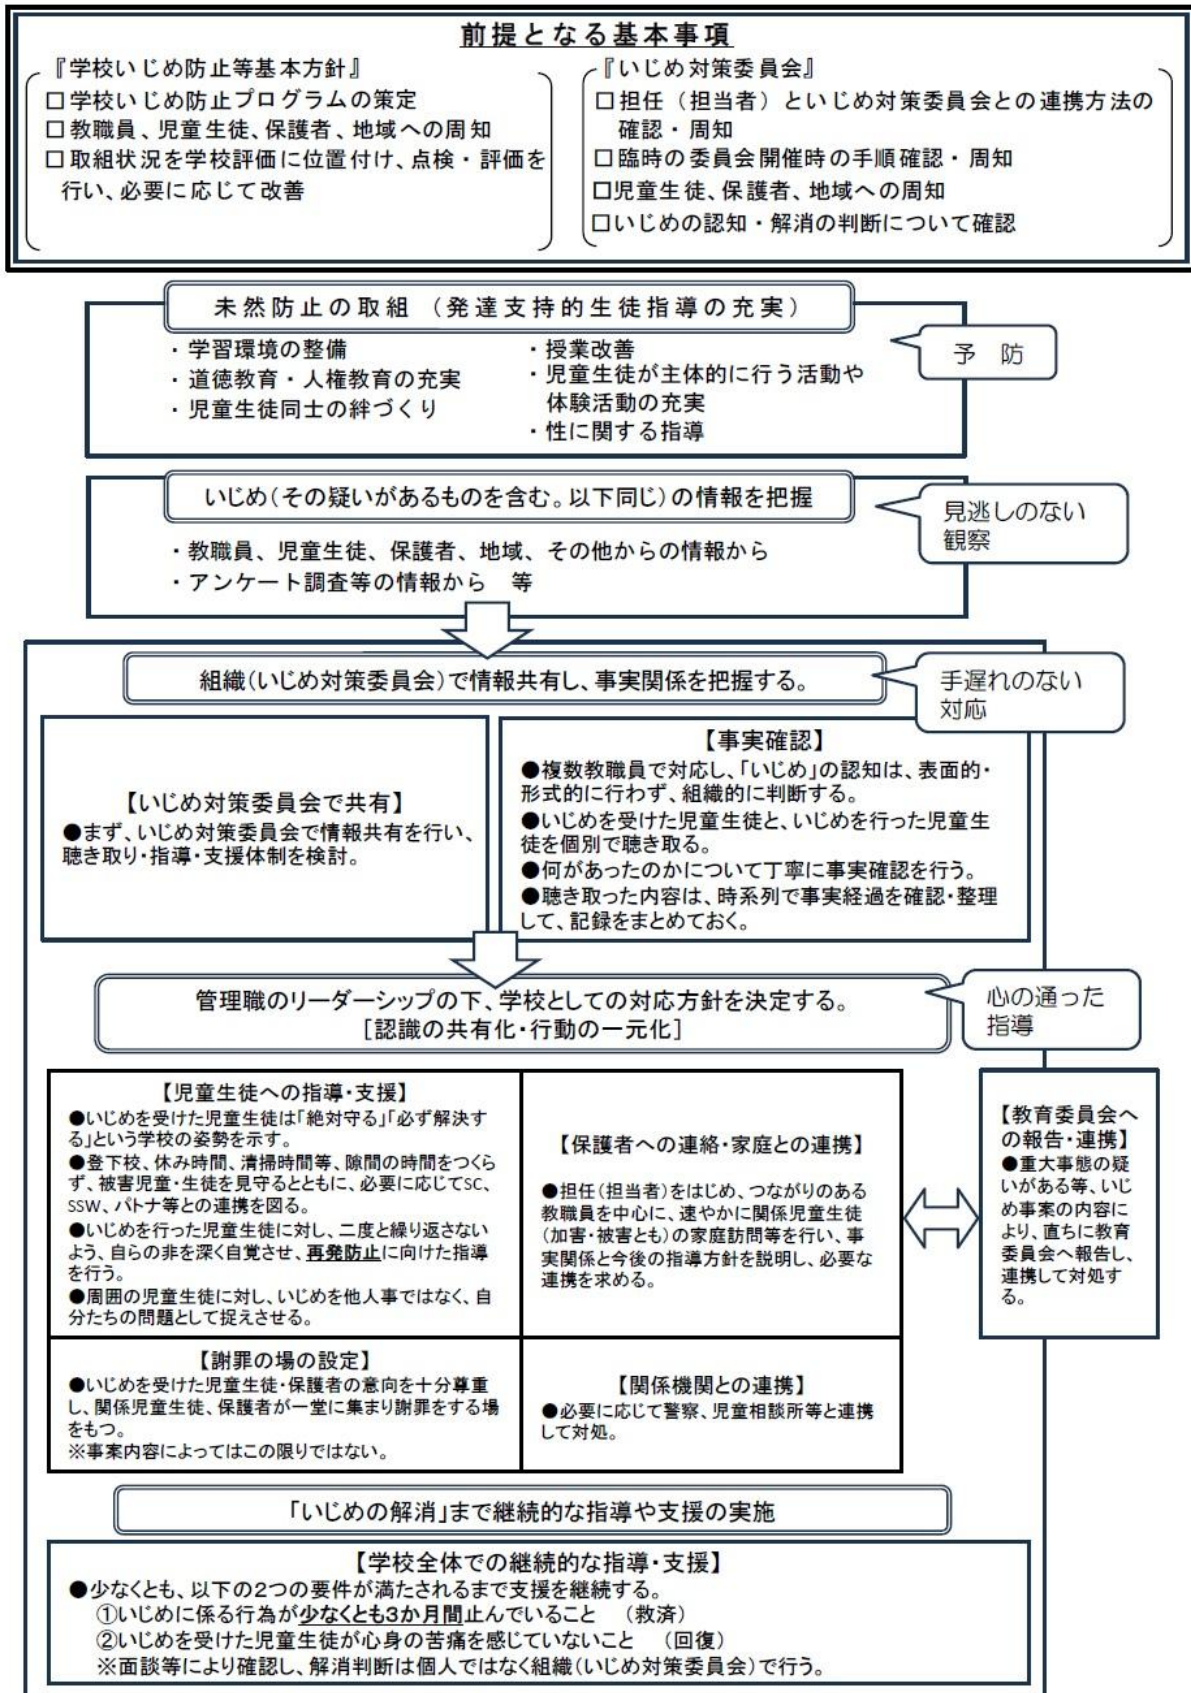 前提となる基本事項
『学校いじめ防止等基本方針』
□学校いじめ防止プログラムの策定
□教職員、児童生徒、保護者、地域への周知
□取組状況を学校評価に位置付け、点検・評価を
行い、必要に応じて改善
『いじめ対策委員会』
□担任（担当者）といじめ対策委員会との連携方法の
確認・周知
□臨時の委員会開催時の手順確認・周知
□児童生徒、保護者、地域への周知
□いじめの認知・解消の判断について確認
未然防止の取組（発達支持的生徒指導の充実）
・学習環境の整備
・道徳教育・人権教育の充実
・児童生徒同士の絆づくり
・授業改善
・児童生徒が主体的に行う活動や
体験活動の充実
・性に関する指導
予　防
いじめ（その疑いがあるものを含む。以下同じ）の情報を把握
・教職員、児童生徒、保護者、地域、その他からの情報から
・アンケート調査等の情報から　等
見逃しのない
観察
組織（いじめ対策委員会）で情報共有し、事実関係を把握する。
手遅れのない
対応
【いじめ対策委員会で共有】
●まず、いじめ対策委員会で情報共有を行い、
聴き取り・指導・支援体制を検討。
【事実確認】
●複数教職員で対応し、「いじめ」の認知は、表面的・
形式的に行わず、組織的に判断する。
●いじめを受けた児童生徒と、いじめを行った児童生
徒を個別で聴き取る。
●何があったのかについて丁寧に事実確認を行う。
●聴き取った内容は、時系列で事実経過を確認・整理
して、記録をまとめておく。
管理職のリーダーシップの下、学校としての対応方針を決定する。
［認識の共有化・行動の一元化］
心の通った
指導
【児童生徒への指導・支援】
●いじめを受けた児童生徒は「絶対守る」「必ず解決す
る」という学校の姿勢を示す。
●登下校、休み時間、清掃時間等、隙間の時間をつくら
ず、被害児童・生徒を見守るとともに、必要に応じてSC、
SSW、パトナ等との連携を図る。
●いじめを行った児童生徒に対し、二度と繰り返さない
よう、自らの非を深く自覚させ、再発防止に向けた指導
を行う。
●周囲の児童生徒に対し、いじめを他人事ではなく、自
分たちの問題として捉えさせる。
【保護者への連絡・家庭との連携】
●担任（担当者）をはじめ、つながりのある
教職員を中心に、速やかに関係児童生徒
（加害・被害とも）の家庭訪問等を行い、事
実関係と今後の指導方針を説明し、必要な
連携を求める。
【教育委員会へ
の報告・連携】
●重大事態の疑
いがある等、いじ
め事案の内容に
より、直ちに教育
委員会へ報告し、
連携して対処す
る。
【謝罪の場の設定】
●いじめを受けた児童生徒・保護者の意向を十分尊重
し、関係児童生徒、保護者が一堂に集まり謝罪をする場
をもつ。
※事案内容によってはこの限りではない。
【関係機関との連携】
●必要に応じて警察、児童相談所等と連携
して対処。
「いじめの解消」まで継続的な指導や支援の実施
【学校全体での継続的な指導・支援】
●少なくとも、以下の２つの要件が満たされるまで支援を継続する。
①いじめに係る行為が少なくとも３か月間止んでいること　（救済）
②いじめを受けた児童生徒が心身の苦痛を感じていないこと　（回復）
※面談等により確認し、解消判断は個人ではなく組織（いじめ対策委員会）で行う。